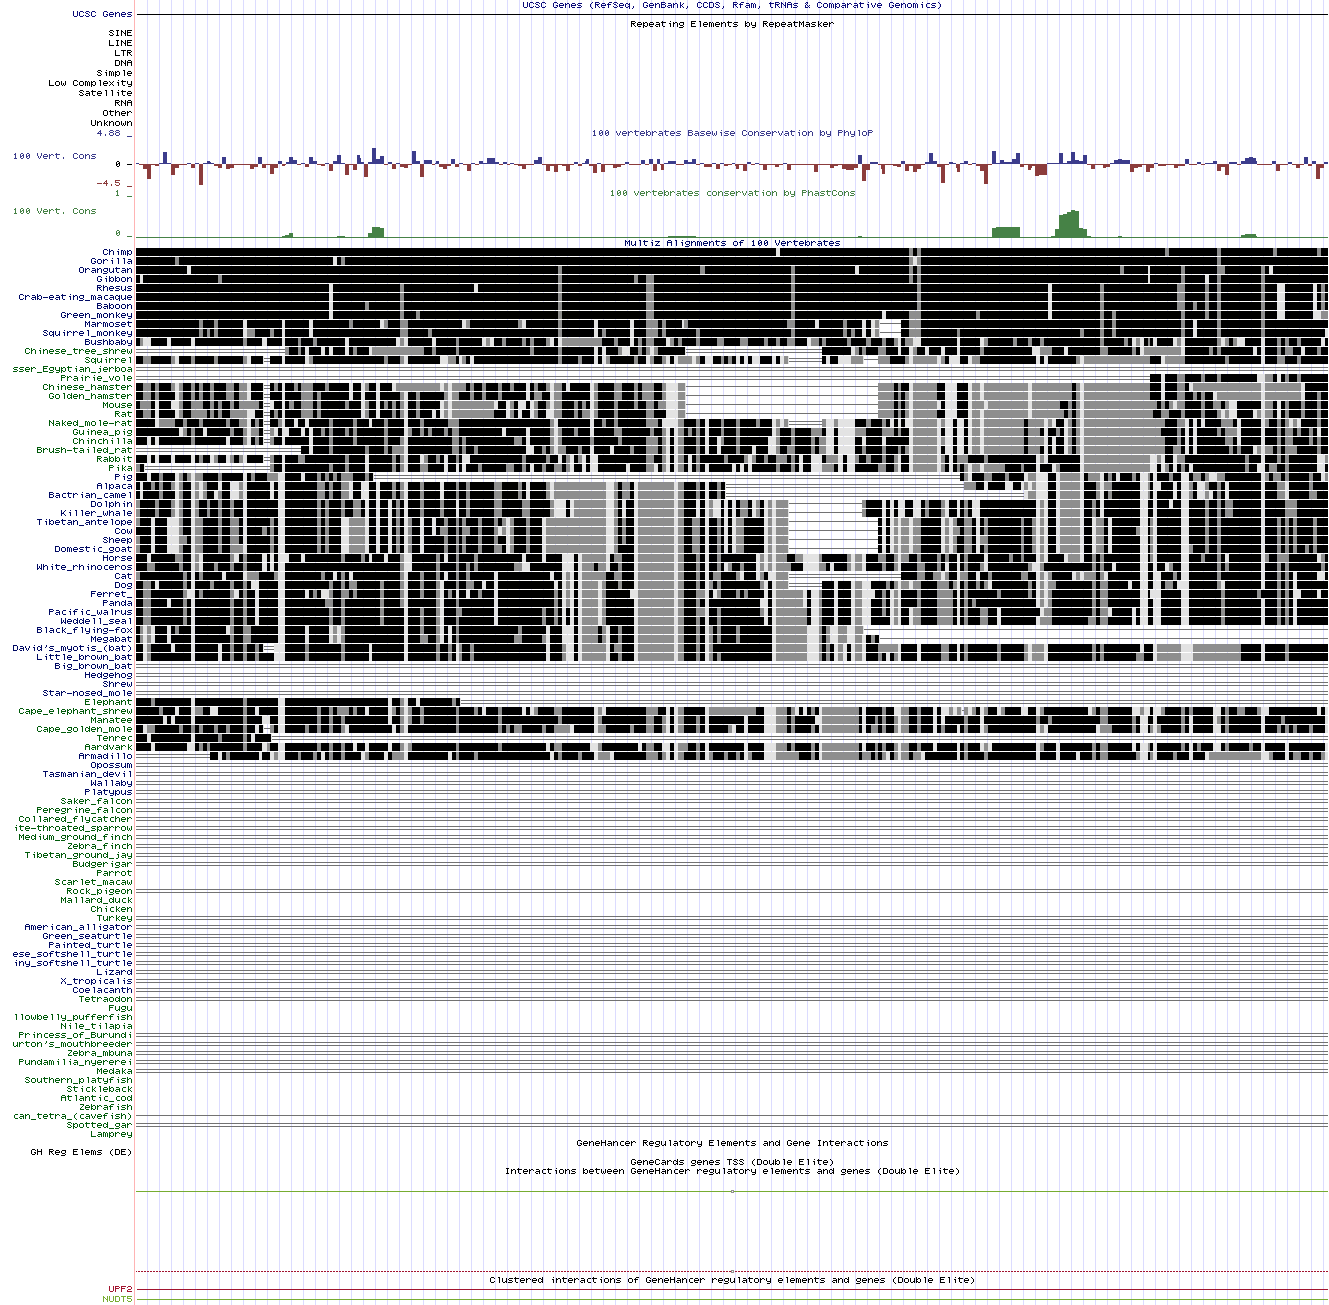 UCSC Genes (RefSeq, GenBank, CCDS, Rfam, tRNAs & Comparative Genomics)
UCSC Genes
Repeating Elements by RepeatMasker
SINE
LINE
LTR
DNA
Simple
Low Complexity
Satellite
RNA
Other
Unknown
4.88 _
100 vertebrates Basewise Conservation by PhyloP
100 Vert. Cons
0 -
-4.5 _
1 _
100 vertebrates conservation by PhastCons
100 Vert. Cons
0 _
Multiz Alignments of 100 Vertebrates
Chimp
Gorilla
Orangutan
Gibbon
Rhesus
Crab-eating_macaque
Baboon
Green_monkey
Marmoset
Squirrel_monkey
Bushbaby
Chinese_tree_shrew
Squirrel
sser_Egyptian_jerboa
Prairie_vole
Chinese_hamster
Golden_hamster
Mouse
Rat
Naked_mole-rat
Guinea_pig
Chinchilla
Brush-tailed_rat
Rabbit
Pika
Pig
Alpaca
Bactrian_camel
Dolphin
Killer_whale
Tibetan_antelope
Cow
Sheep
Domestic_goat
Horse
White_rhinoceros
Cat
Dog
Ferret_
Panda
Pacific_walrus
Weddell_seal
Black_flying-fox
Megabat
David's_myotis_(bat)
Little_brown_bat
Big_brown_bat
Hedgehog
Shrew
Star-nosed_mole
Elephant
Cape_elephant_shrew
Manatee
Cape_golden_mole
Tenrec
Aardvark
Armadillo
Opossum
Tasmanian_devil
Wallaby
Platypus
Saker_falcon
Peregrine_falcon
Collared_flycatcher
ite-throated_sparrow
Medium_ground_finch
Zebra_finch
Tibetan_ground_jay
Budgerigar
Parrot
Scarlet_macaw
Rock_pigeon
Mallard_duck
Chicken
Turkey
American_alligator
Green_seaturtle
Painted_turtle
ese_softshell_turtle
iny_softshell_turtle
Lizard
X_tropicalis
Coelacanth
Tetraodon
Fugu
llowbelly_pufferfish
Nile_tilapia
Princess_of_Burundi
urton's_mouthbreeder
Zebra_mbuna
Pundamilia_nyererei
Medaka
Southern_platyfish
Stickleback
Atlantic_cod
Zebrafish
can_tetra_(cavefish)
Spotted_gar
Lamprey
GeneHancer Regulatory Elements and Gene Interactions
GH Reg Elems (DE)
GeneCards genes TSS (Double Elite)
Interactions between GeneHancer regulatory elements and genes (Double Elite)
Clustered interactions of GeneHancer regulatory elements and genes (Double Elite)
UPF2
NUDT5